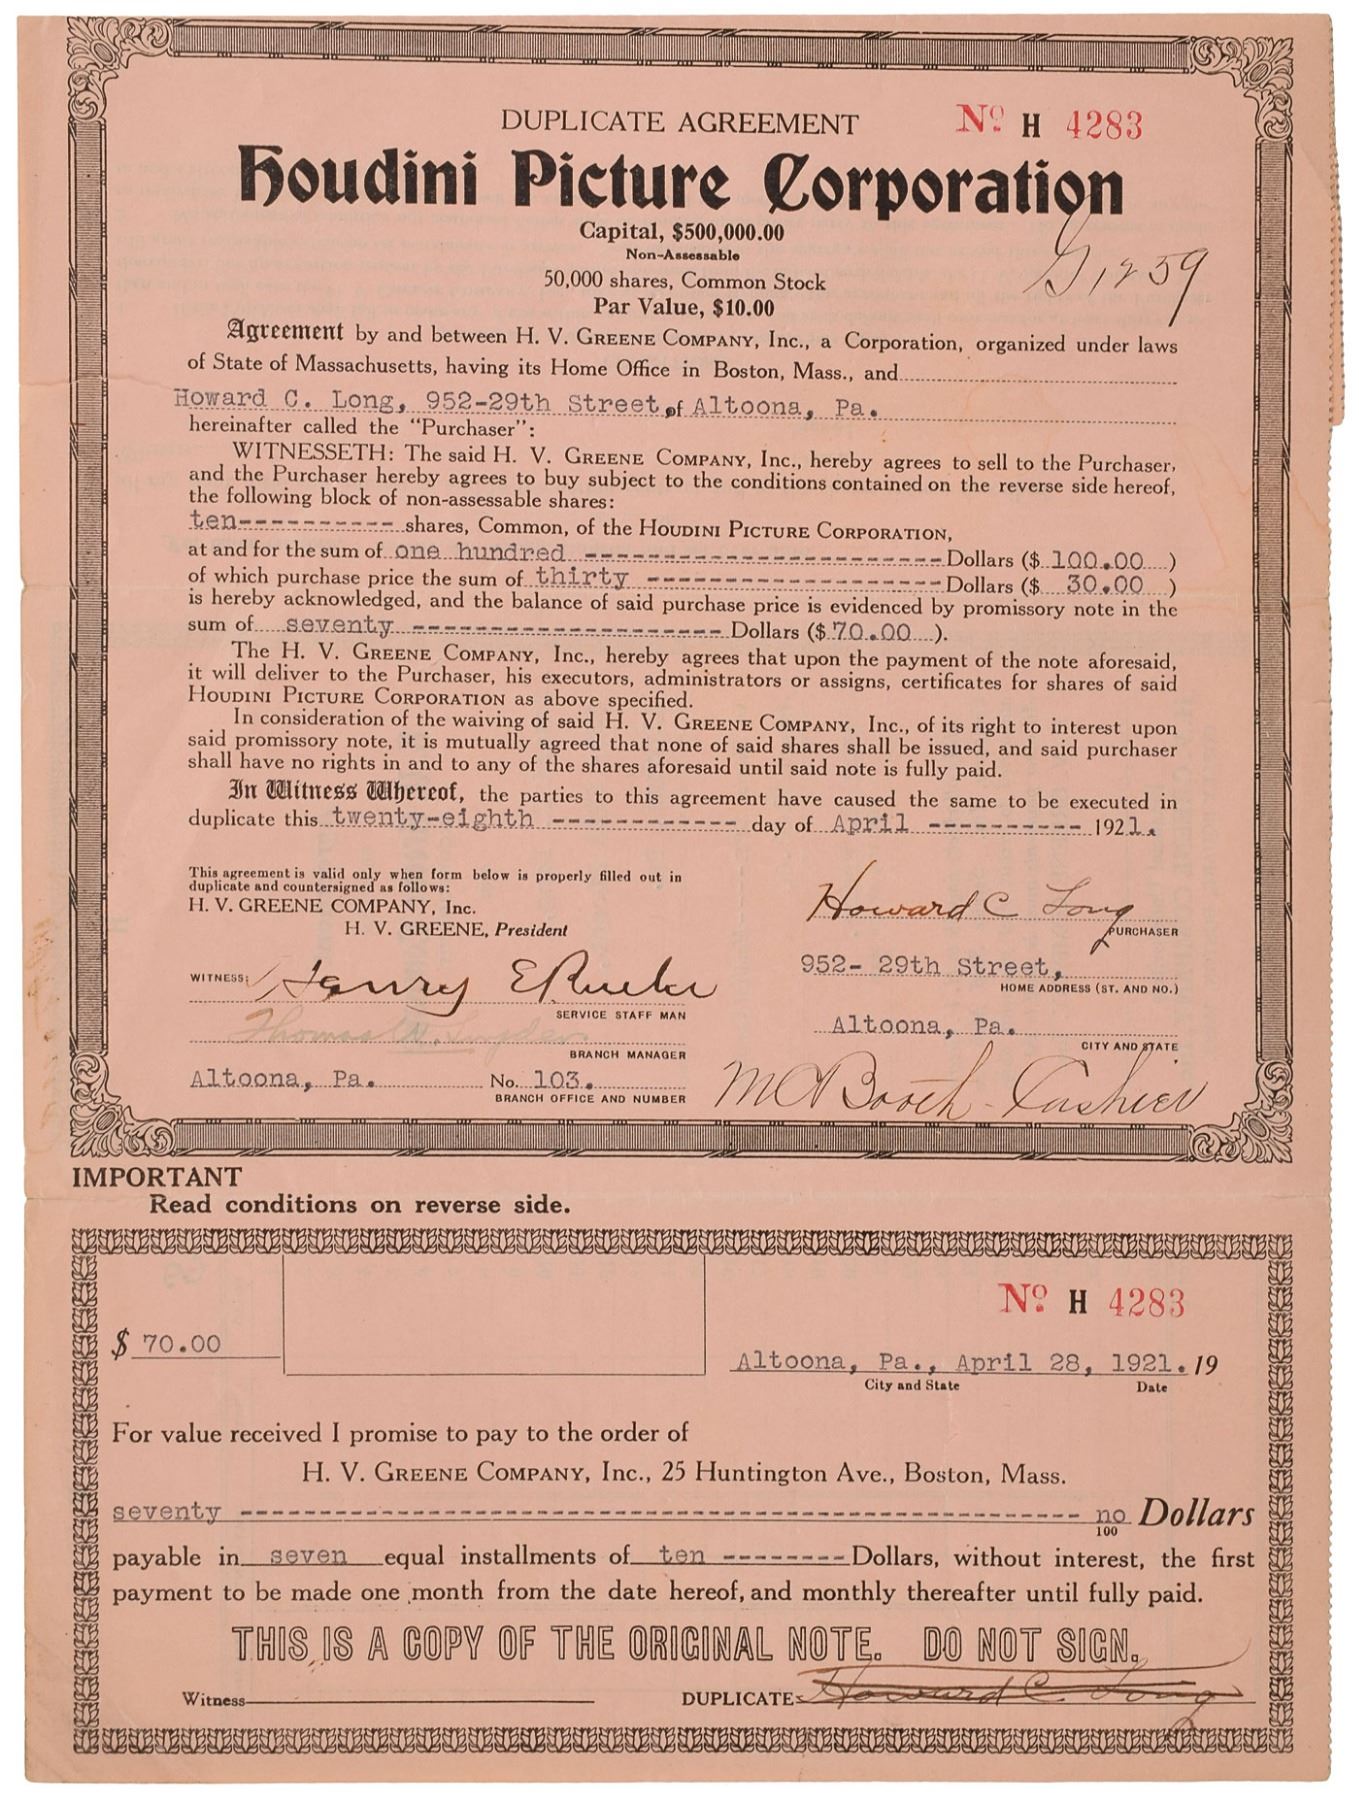 DUPLICATE AGREEMENT
No H 4283
Houdini Picture Corporation
Capital, $500,000.00
Non-Assessable
50,000 shares, Common Stock
Par Value, $10.00
G1259
Agreement by and between H. V. GREENE COMPANY, Inc., a Corporation, organized under laws
of State of Massachusetts, having its Home Office in Boston, Mass., and
Howard C. Long, 952-29th Street, of Altoona, Pa.
hereinafter called the "Purchaser":
WITNESSETH: The said H. V. GREENE COMPANY, Inc., hereby agrees to sell to the Purchaser,
and the Purchaser hereby agrees to buy subject to the conditions contained on the reverse side hereof,
the following block of non-assessable shares:
ten----------- shares, Common, of the HOUDINI PICTURE CORPORATION,
at and for the sum of one hundred ----------------------- Dollars ($ 100.00 )
of which purchase price the sum of thirty ------------------- Dollars ($ 30.00 )
is hereby acknowledged, and the balance of said purchase price is evidenced by promissory note in the
sum of seventy -------------------- Dollars ($ 70.00 ).
The H. V. GREENE COMPANY, Inc., hereby agrees that upon the payment of the note aforesaid,
it will deliver to the Purchaser, his executors, administrators or assigns, certificates for shares of said
HOUDINI PICTURE CORPORATION as above specified.
In consideration of the waiving of said H. V. GREENE COMPANY, Inc., of its right to interest upon
said promissory note, it is mutually agreed that none of said shares shall be issued, and said purchaser
shall have no rights in and to any of the shares aforesaid until said note is fully paid.
In Witness Whereof, the parties to this agreement have caused the same to be executed in
duplicate this twenty-eighth ------------ day of April ---------- 1921.
This agreement is valid only when form below is properly filled out in
duplicate and countersigned as follows:
H. V. GREENE COMPANY, Inc.
H. V. GREENE, President
Howard C Long
PURCHASER
WITNESS: Henry E
SERVICE STAFF MAN
952- 29th Street,
HOME ADDRESS (ST. AND NO.)
Thomas
BRANCH MANAGER
Altoona, Pa.
CITY AND STATE
Altoona, Pa. No. 103.
BRANCH OFFICE AND NUMBER
Booth - Cashier
IMPORTANT
Read conditions on reverse side.
No H 4283
$ 70.00
Altoona, Pa., April 28, 1921. 19
City and State Date
For value received I promise to pay to the order of
H. V. GREENE COMPANY, Inc., 25 Huntington Ave., Boston, Mass.
seventy ---------------------------------------- no/100 Dollars
payable in seven equal installments of ten -------- Dollars, without interest, the first
payment to be made one month from the date hereof, and monthly thereafter until fully paid.
THIS IS A COPY OF THE ORIGINAL NOTE. DO NOT SIGN.
Witness
DUPLICATE: Howard C. Long